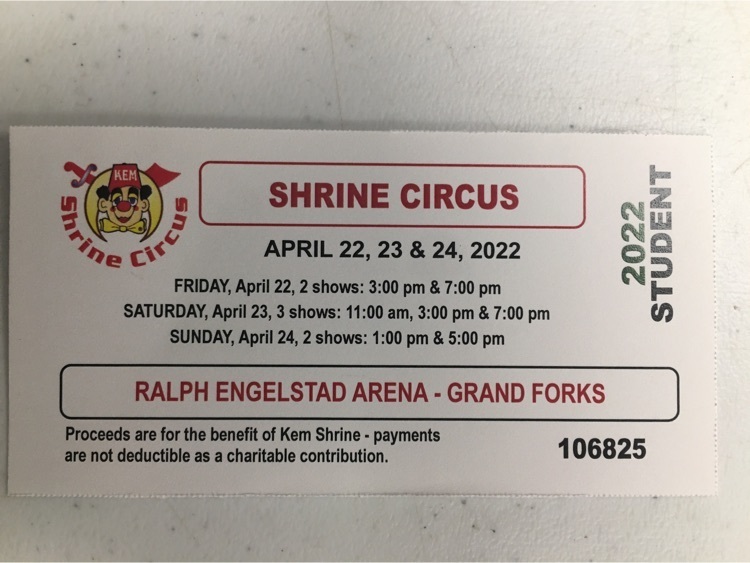 KEM
Shrine Circus
SHRINE CIRCUS
APRIL 22, 23 & 24, 2022
FRIDAY, April 22, 2 shows: 3:00 pm & 7:00 pm
SATURDAY, April 23, 3 shows: 11:00 am, 3:00 pm & 7:00 pm
SUNDAY, April 24, 2 shows: 1:00 pm & 5:00 pm
2022
STUDENT
RALPH ENGELSTAD ARENA - GRAND FORKS
Proceeds are for the benefit of Kem Shrine - payments
are not deductible as a charitable contribution.
106825